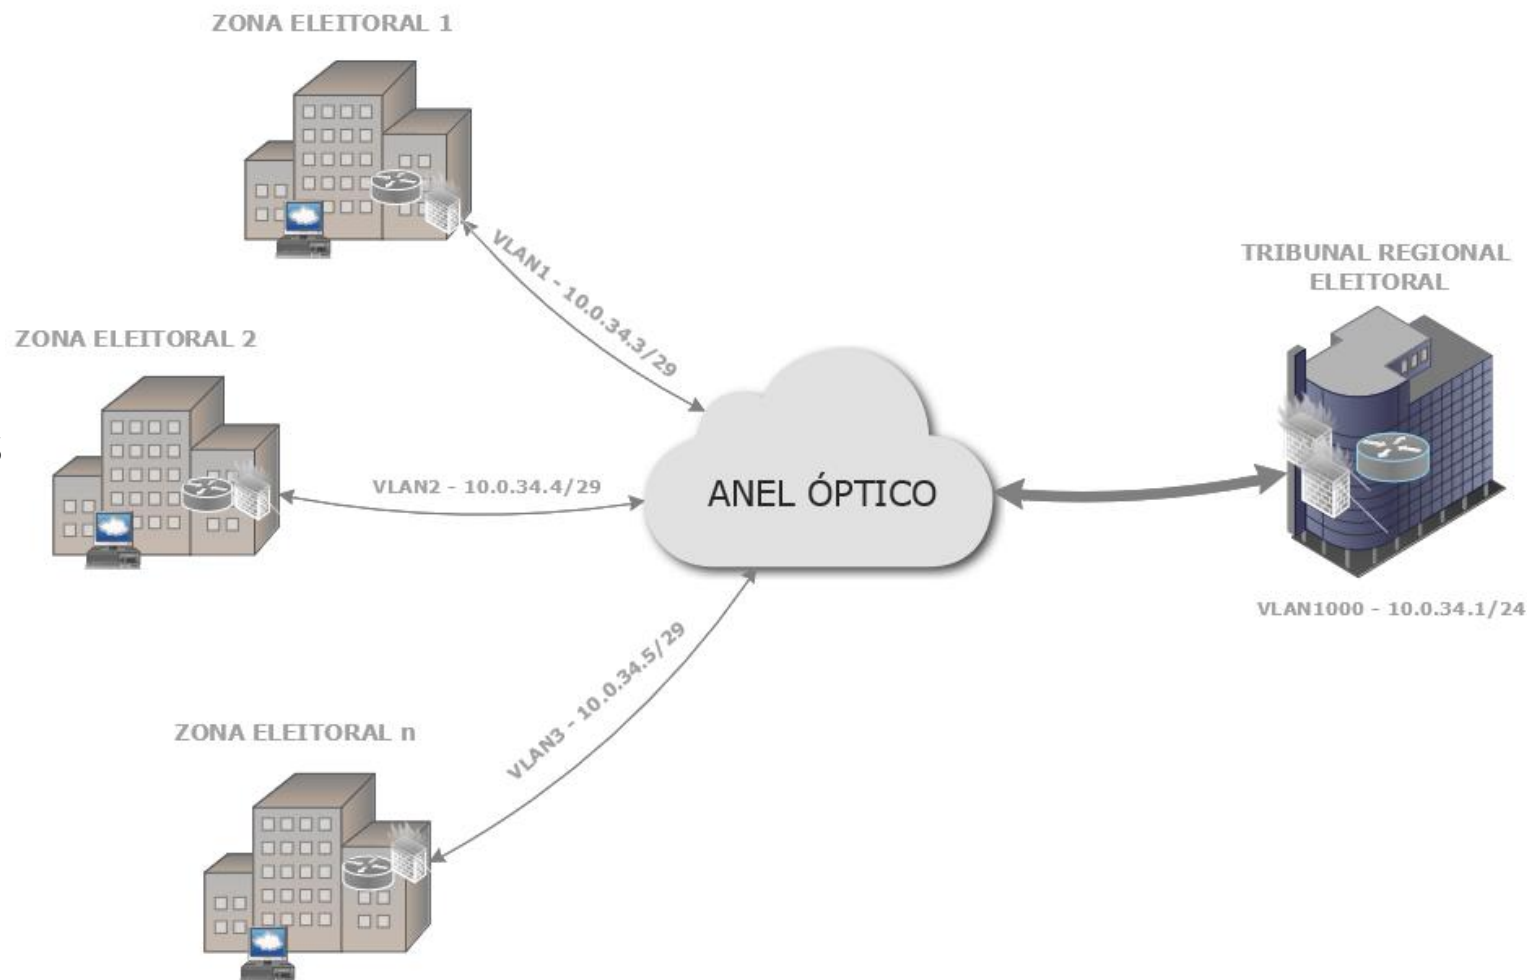 ZONA ELEITORAL 1
VLAN1 - 10.0.34.3/29
TRIBUNAL REGIONAL
ELEITORAL
ZONA ELEITORAL 2
VLAN2 - 10.0.34.4/29
ANEL ÓPTICO
VLAN1000 - 10.0.34.1/24
VLAN3 - 10.0.34.5/29
ZONA ELEITORAL n